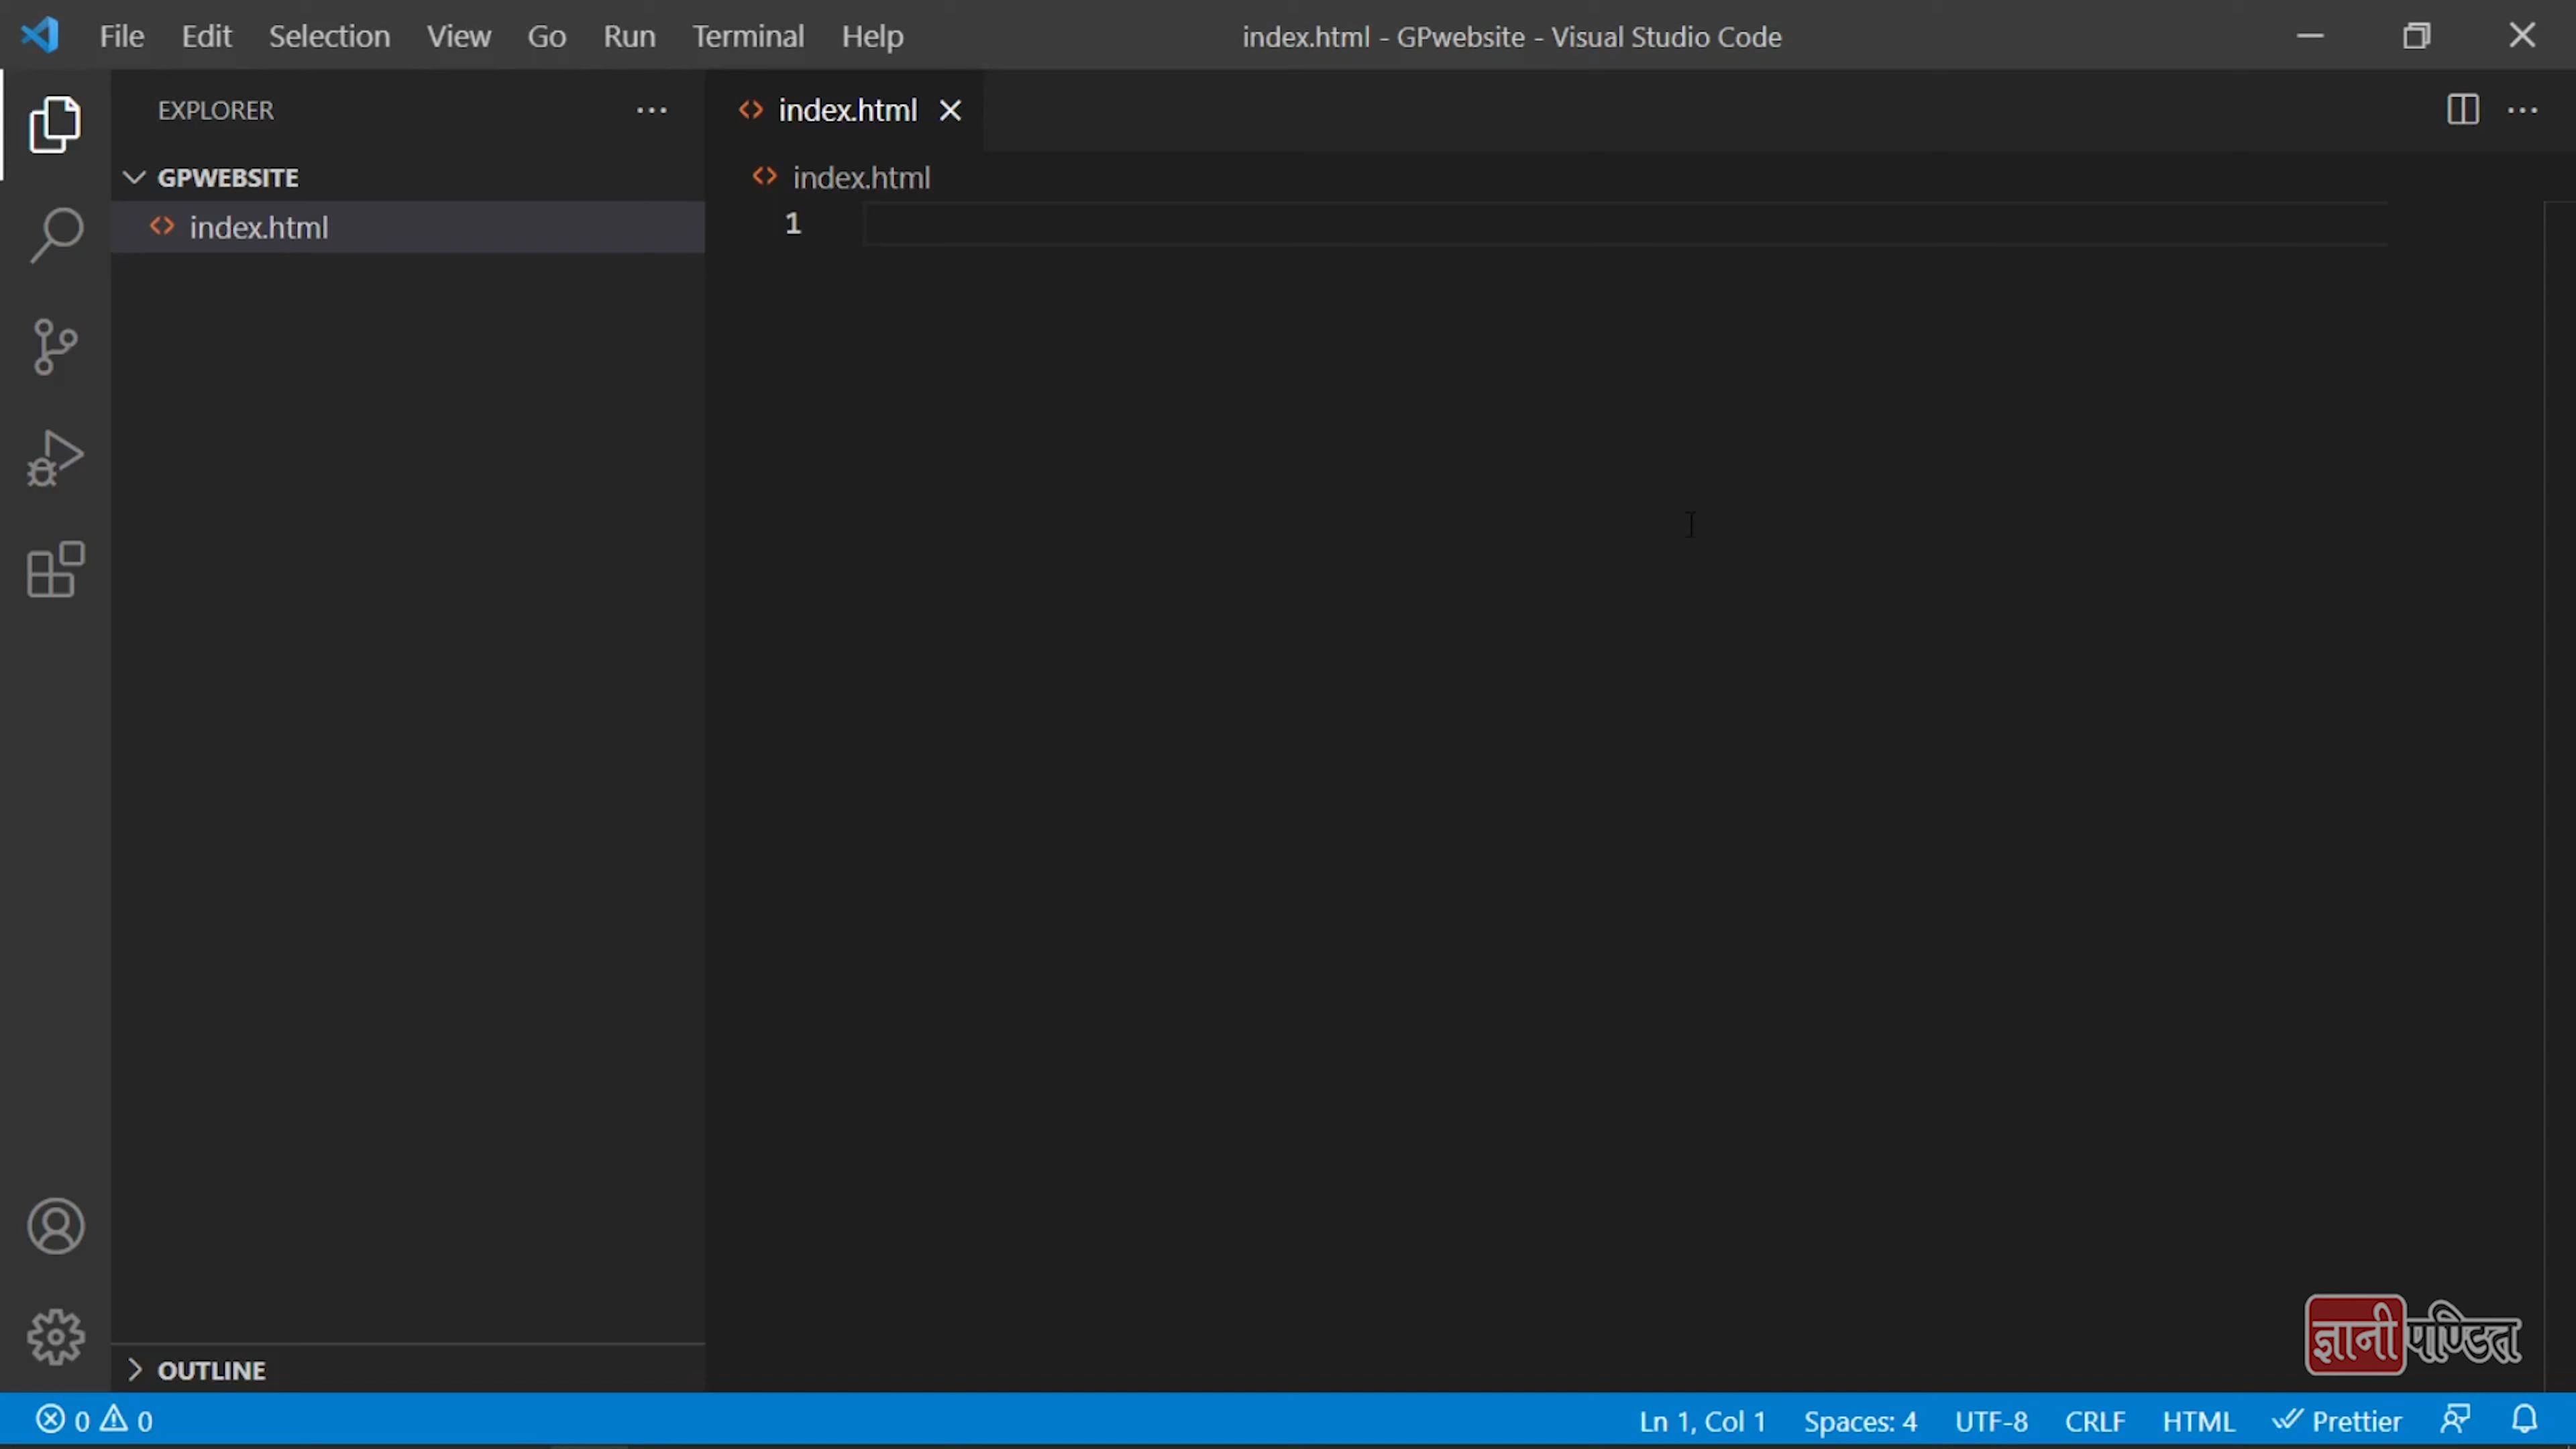 File Edit Selection View Go Run Terminal Help index.html - GPwebsite - Visual Studio Code
EXPLORER
index.html
GPWEBSITE
index.html
index.html
1
OUTLINE
ज्ञानी पण्डित
0 0 Ln 1, Col 1 Spaces: 4 UTF-8 CRLF HTML Prettier